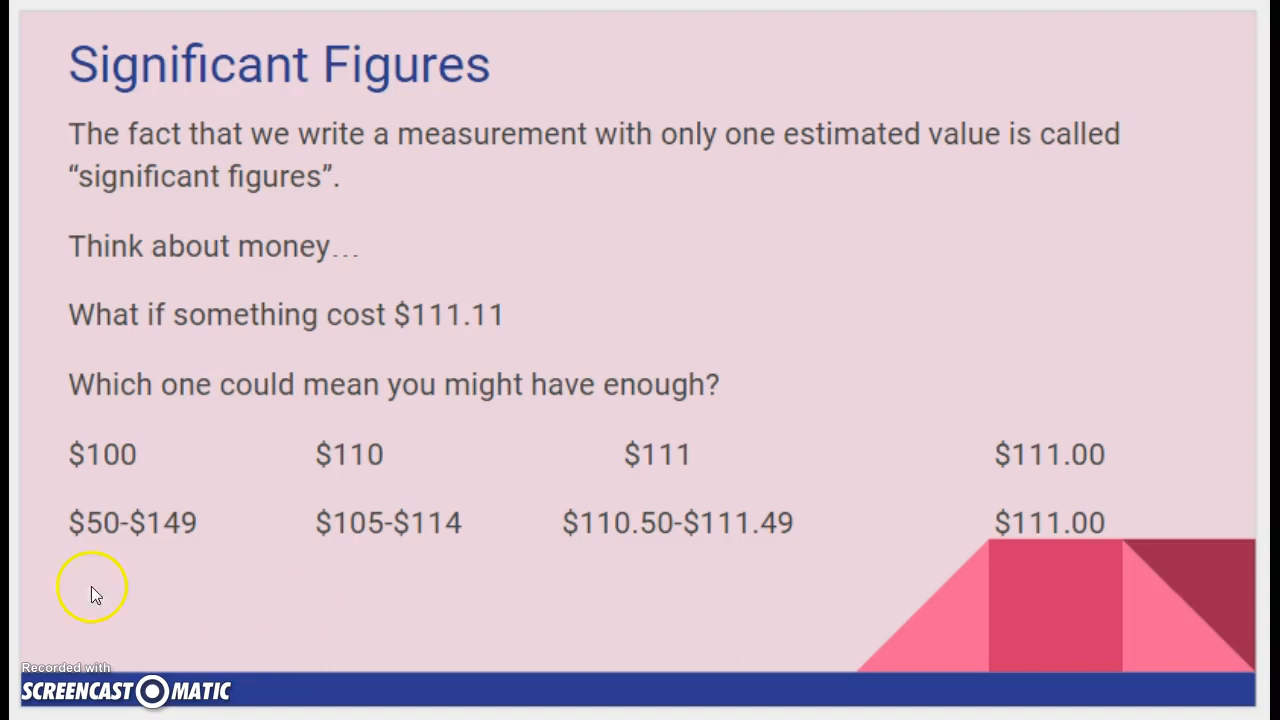 Significant Figures
The fact that we write a measurement with only one estimated value is called
“significant figures”.
Think about money…
What if something cost $111.11
Which one could mean you might have enough?
$100 $110 $111 $111.00
$50-$149 $105-$114 $110.50-$111.49 $111.00
Recorded with
SCREENCAST MATIC